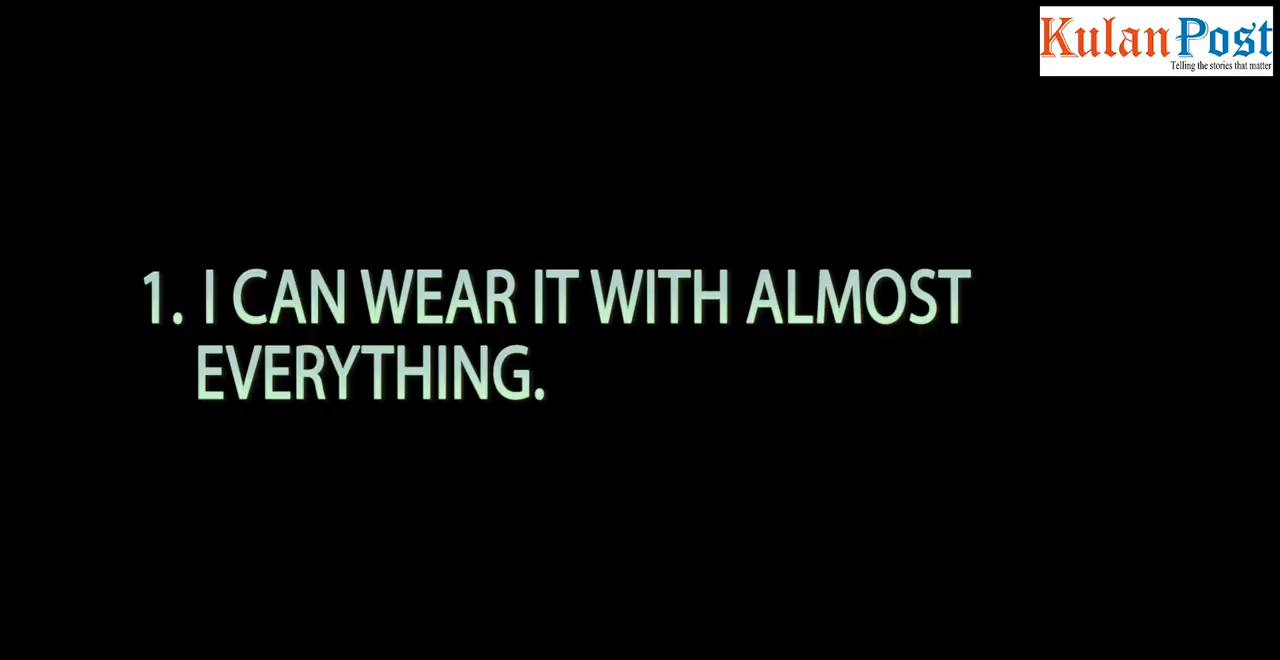 Kulan Post
Telling the stories that matter
1. I CAN WEAR IT WITH ALMOST
EVERYTHING.